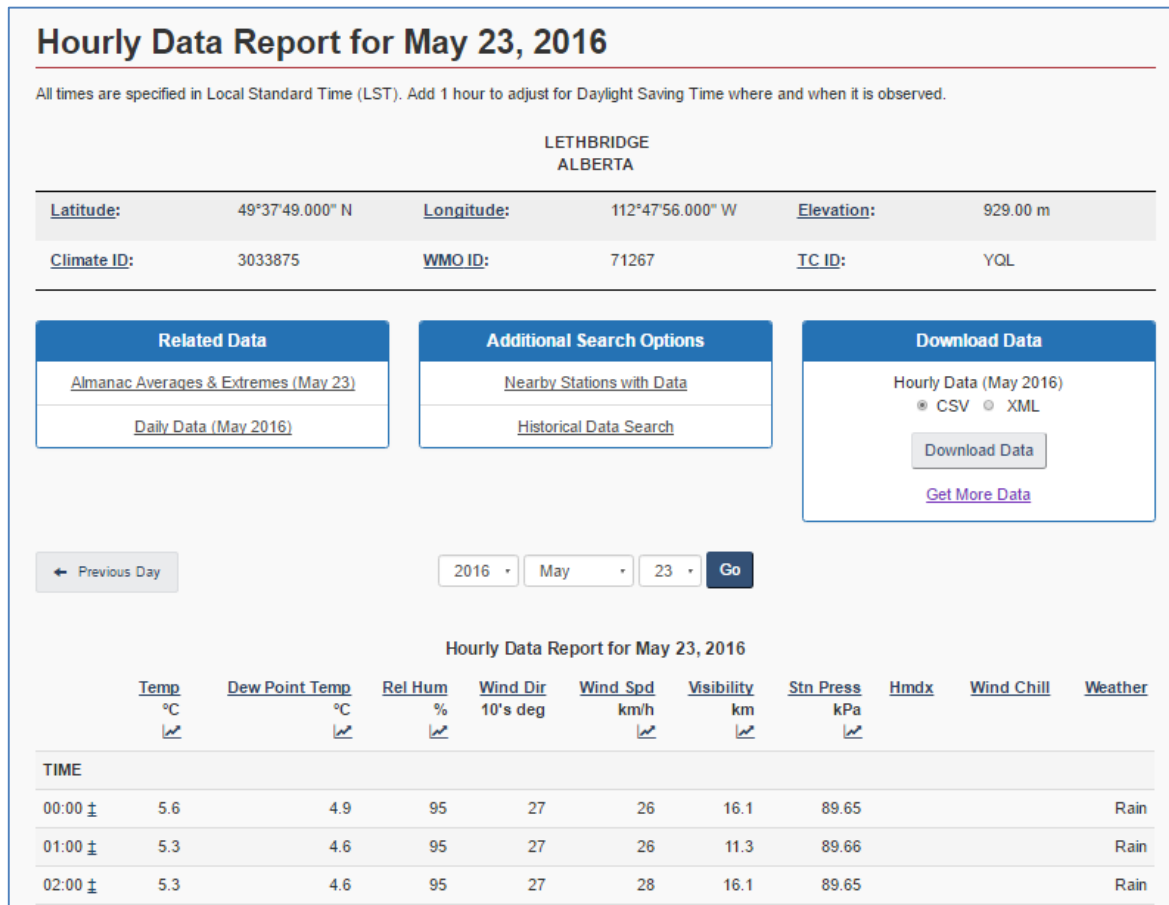 Hourly Data Report for May 23, 2016
All times are specified in Local Standard Time (LST). Add 1 hour to adjust for Daylight Saving Time where and when it is observed.
LETHBRIDGE
ALBERTA
Latitude: 49°37'49.000" N Longitude: 112°47'56.000" W Elevation: 929.00 m
Climate ID: 3033875 WMO ID: 71267 TC ID: YQL
Related Data Additional Search Options Download Data
Almanac Averages & Extremes (May 23) Nearby Stations with Data Hourly Data (May 2016)
CSV XML
Daily Data (May 2016) Historical Data Search
Download Data
Get More Data
← Previous Day 2016 May 23 Go
Hourly Data Report for May 23, 2016
Temp Dew Point Temp Rel Hum Wind Dir Wind Spd Visibility Stn Press Hmdx Wind Chill Weather
°C °C % 10's deg km/h km kPa
TIME
00:00 ‡ 5.6 4.9 95 27 26 16.1 89.65 Rain
01:00 ‡ 5.3 4.6 95 27 26 11.3 89.66 Rain
02:00 ‡ 5.3 4.6 95 27 28 16.1 89.65 Rain